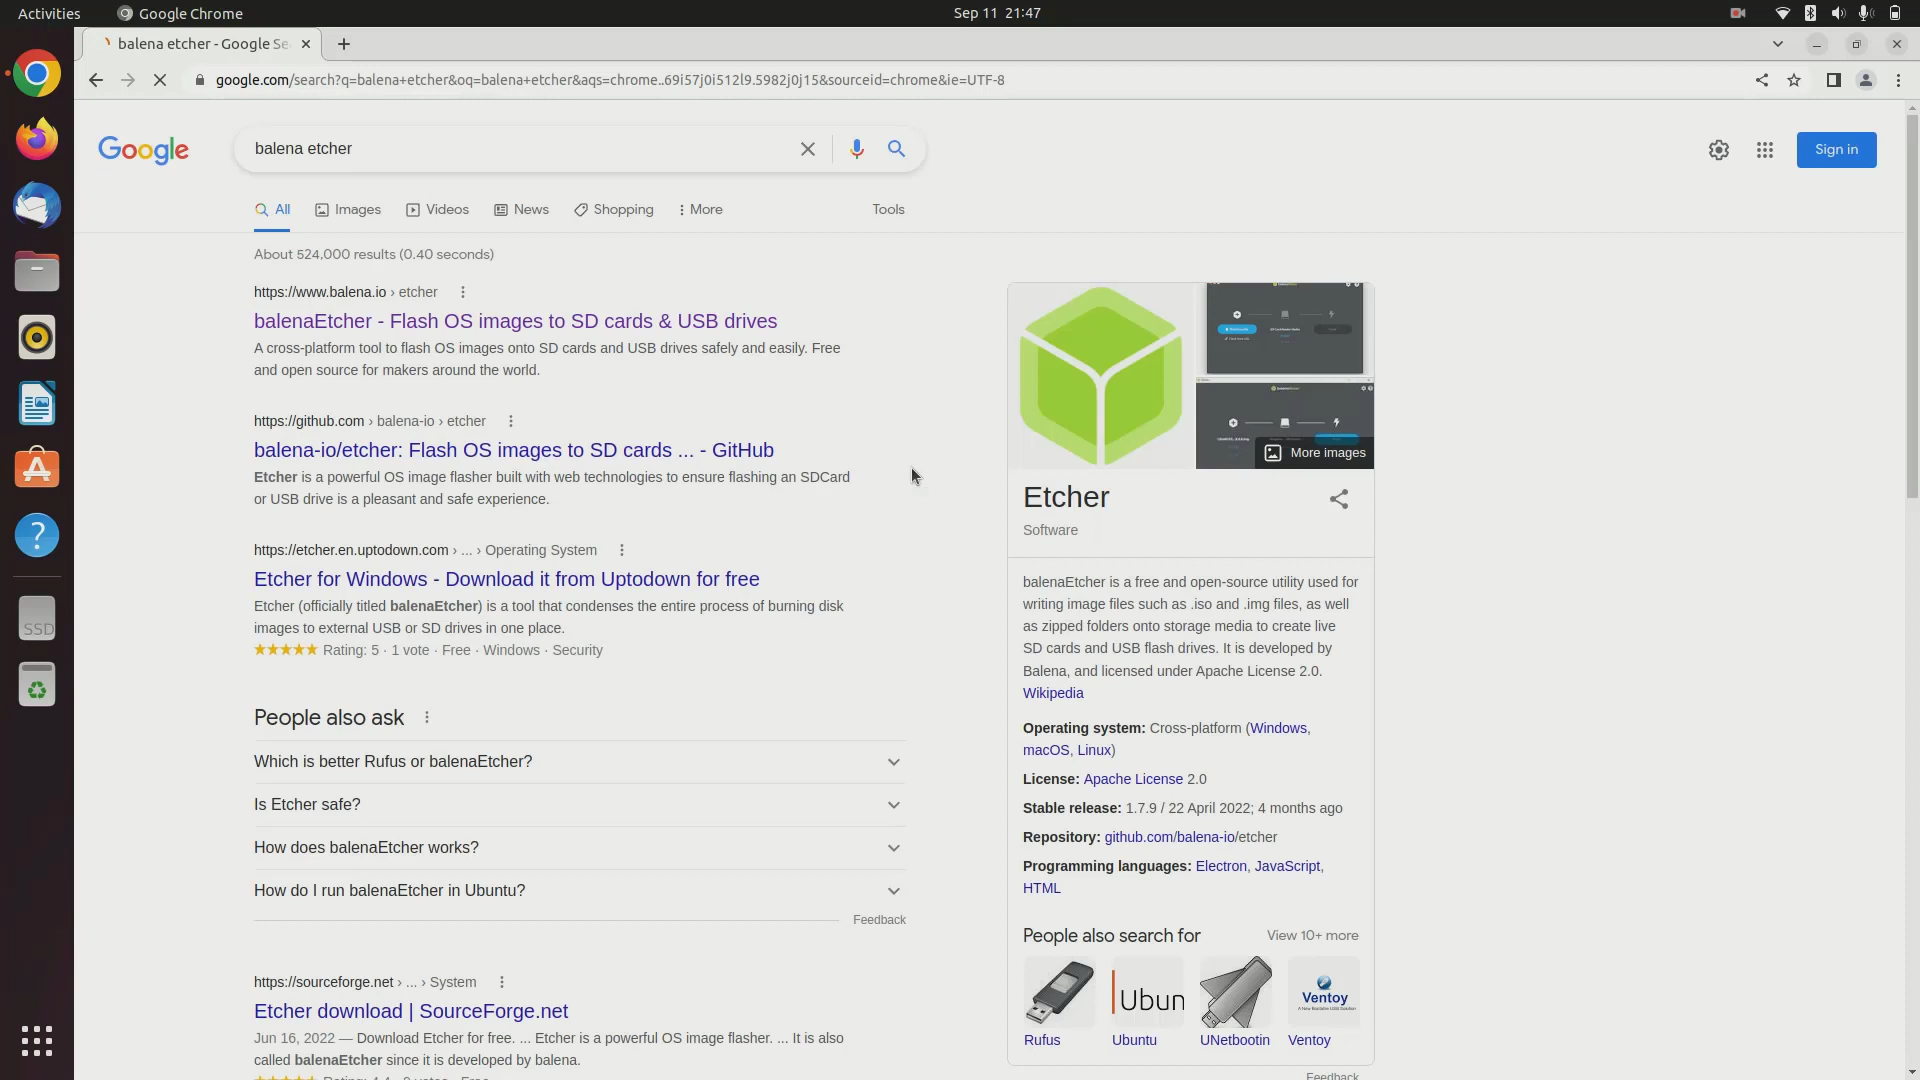 Activities
Google Chrome
Sep 11 21:47
balena etcher - Google Se
google.com/search?q=balena+etcher&oq=balena+etcher&aqs=chrome..69i57j0i512l9.5982j0j15&sourceid=chrome&ie=UTF-8
Google
balena etcher
Sign in
All
Images
Videos
News
Shopping
More
Tools
About 524,000 results (0.40 seconds)
https://www.balena.io › etcher
balenaEtcher - Flash OS images to SD cards & USB drives
A cross-platform tool to flash OS images onto SD cards and USB drives safely and easily. Free
and open source for makers around the world.
https://github.com › balena-io › etcher
balena-io/etcher: Flash OS images to SD cards ... - GitHub
Etcher is a powerful OS image flasher built with web technologies to ensure flashing an SDCard
or USB drive is a pleasant and safe experience.
https://etcher.en.uptodown.com › ... › Operating System
Etcher for Windows - Download it from Uptodown for free
Etcher (officially titled balenaEtcher) is a tool that condenses the entire process of burning disk
images to external USB or SD drives in one place.
Rating: 5 · 1 vote · Free · Windows · Security
People also ask
Which is better Rufus or balenaEtcher?
Is Etcher safe?
How does balenaEtcher works?
How do I run balenaEtcher in Ubuntu?
Feedback
https://sourceforge.net › ... › System
Etcher download | SourceForge.net
Jun 16, 2022 — Download Etcher for free. ... Etcher is a powerful OS image flasher. ... It is also
called balenaEtcher since it is developed by balena.
More images
Etcher
Software
balenaEtcher is a free and open-source utility used for
writing image files such as .iso and .img files, as well
as zipped folders onto storage media to create live
SD cards and USB flash drives. It is developed by
Balena, and licensed under Apache License 2.0.
Wikipedia
Operating system: Cross-platform (Windows,
macOS, Linux)
License: Apache License 2.0
Stable release: 1.7.9 / 22 April 2022; 4 months ago
Repository: github.com/balena-io/etcher
Programming languages: Electron, JavaScript,
HTML
People also search for
View 10+ more
Ubun
Ventoy
Rufus
Ubuntu
UNetbootin
Ventoy
Feedback
SSD